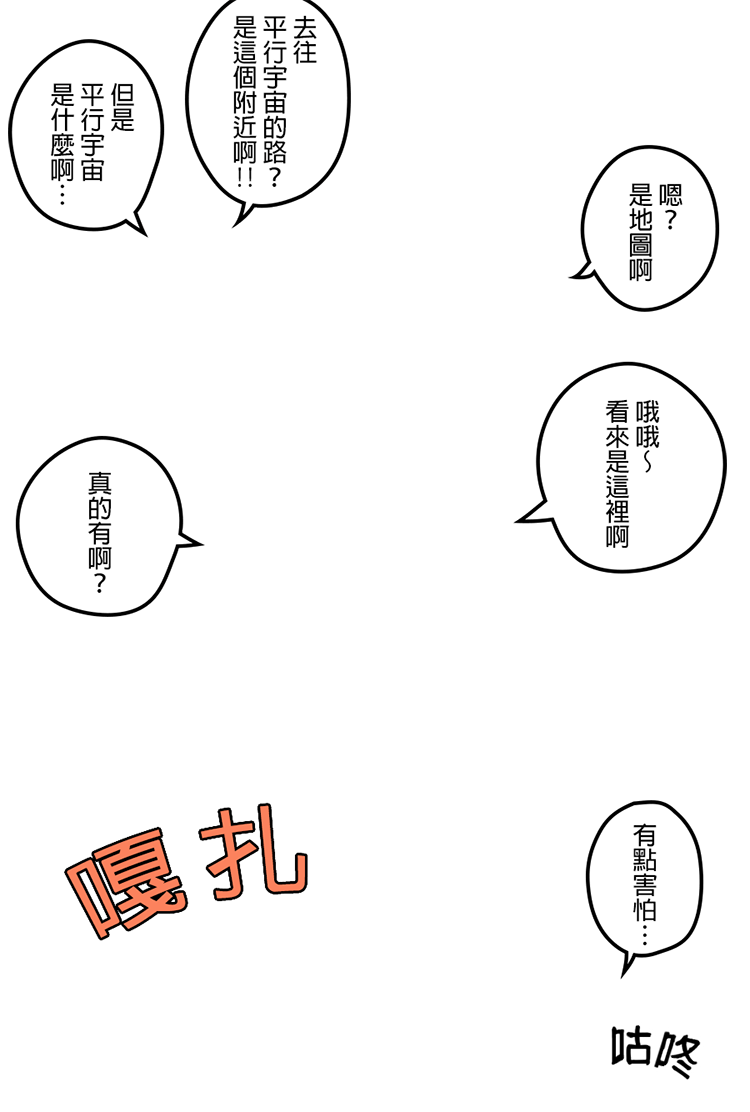 嗯？
是地圖啊
去往
平行宇宙的路？
是這個附近啊!!
但是
平行宇宙
是什麼啊…
哦哦～
看來是這裡啊
真的有啊？
嘎扎
有點害怕…
咕咚